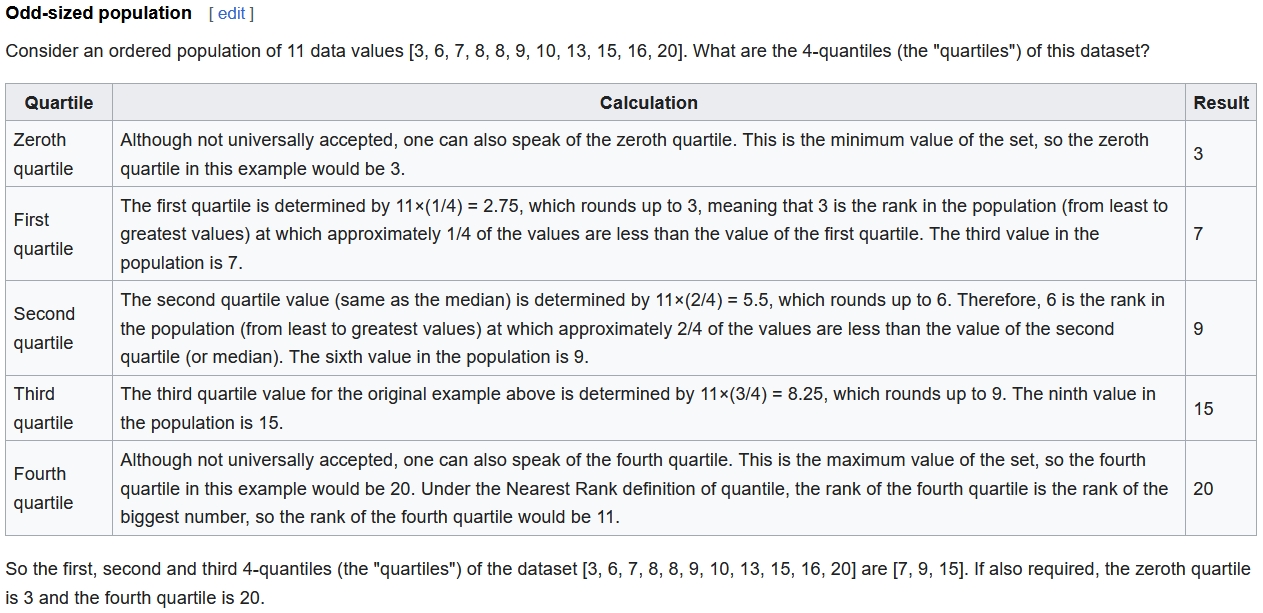 Odd-sized population [ edit ]
Consider an ordered population of 11 data values [3, 6, 7, 8, 8, 9, 10, 13, 15, 16, 20]. What are the 4-quantiles (the "quartiles") of this dataset?
Quartile Calculation Result
Zeroth quartile
Although not universally accepted, one can also speak of the zeroth quartile. This is the minimum value of the set, so the zeroth
quartile in this example would be 3.
3
First quartile
The first quartile is determined by 11×(1/4) = 2.75, which rounds up to 3, meaning that 3 is the rank in the population (from least to
greatest values) at which approximately 1/4 of the values are less than the value of the first quartile. The third value in the
population is 7.
7
Second quartile
The second quartile value (same as the median) is determined by 11×(2/4) = 5.5, which rounds up to 6. Therefore, 6 is the rank in
the population (from least to greatest values) at which approximately 2/4 of the values are less than the value of the second
quartile (or median). The sixth value in the population is 9.
9
Third quartile
The third quartile value for the original example above is determined by 11×(3/4) = 8.25, which rounds up to 9. The ninth value in
the population is 15.
15
Fourth quartile
Although not universally accepted, one can also speak of the fourth quartile. This is the maximum value of the set, so the fourth
quartile in this example would be 20. Under the Nearest Rank definition of quantile, the rank of the fourth quartile is the rank of the
biggest number, so the rank of the fourth quartile would be 11.
20
So the first, second and third 4-quantiles (the "quartiles") of the dataset [3, 6, 7, 8, 8, 9, 10, 13, 15, 16, 20] are [7, 9, 15]. If also required, the zeroth quartile
is 3 and the fourth quartile is 20.